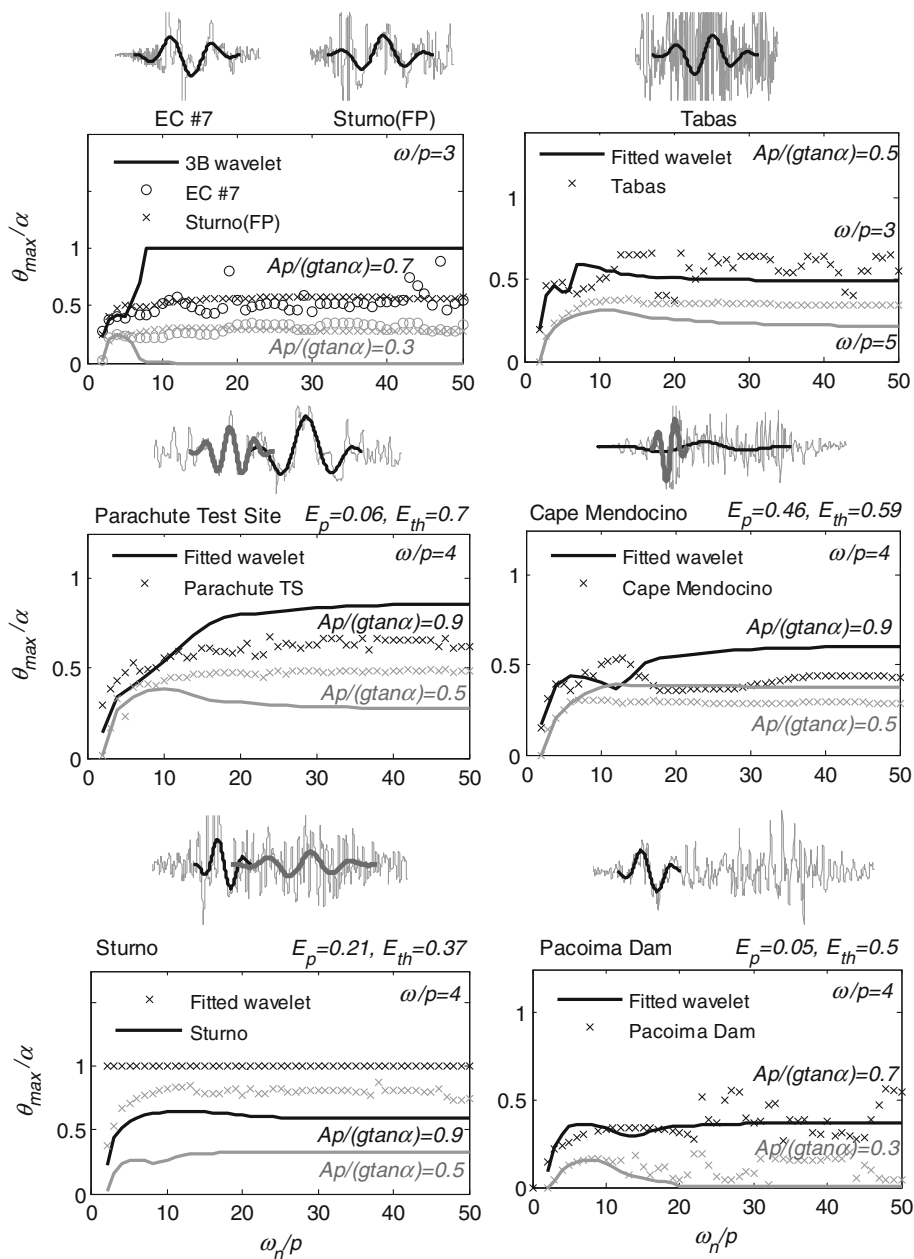 EC #7 Sturno(FP) Tabas
3B wavelet
EC #7
Sturno(FP)
ω/p=3
Ap/(gtanα)=0.7
Ap/(gtanα)=0.3
θmax/α
1
0.5
0
0 10 20 30 40 50
Fitted wavelet
Tabas
Ap/(gtanα)=0.5
ω/p=3
ω/p=5
1
0.5
0
0 10 20 30 40 50
Parachute Test Site Ep=0.06, Eth=0.7
Fitted wavelet
Parachute TS
ω/p=4
Ap/(gtanα)=0.9
Ap/(gtanα)=0.5
θmax/α
1
0.5
0
0 10 20 30 40 50
Cape Mendocino Ep=0.46, Eth=0.59
Fitted wavelet
Cape Mendocino
ω/p=4
Ap/(gtanα)=0.9
Ap/(gtanα)=0.5
1
0.5
0
0 10 20 30 40 50
Sturno Ep=0.21, Eth=0.37
Fitted wavelet
Sturno
ω/p=4
Ap/(gtanα)=0.9
Ap/(gtanα)=0.5
θmax/α
1
0.5
0
0 10 20 30 40 50
ωn/p
Pacoima Dam Ep=0.05, Eth=0.5
Fitted wavelet
Pacoima Dam
ω/p=4
Ap/(gtanα)=0.7
Ap/(gtanα)=0.3
1
0.5
0
0 10 20 30 40 50
ωn/p